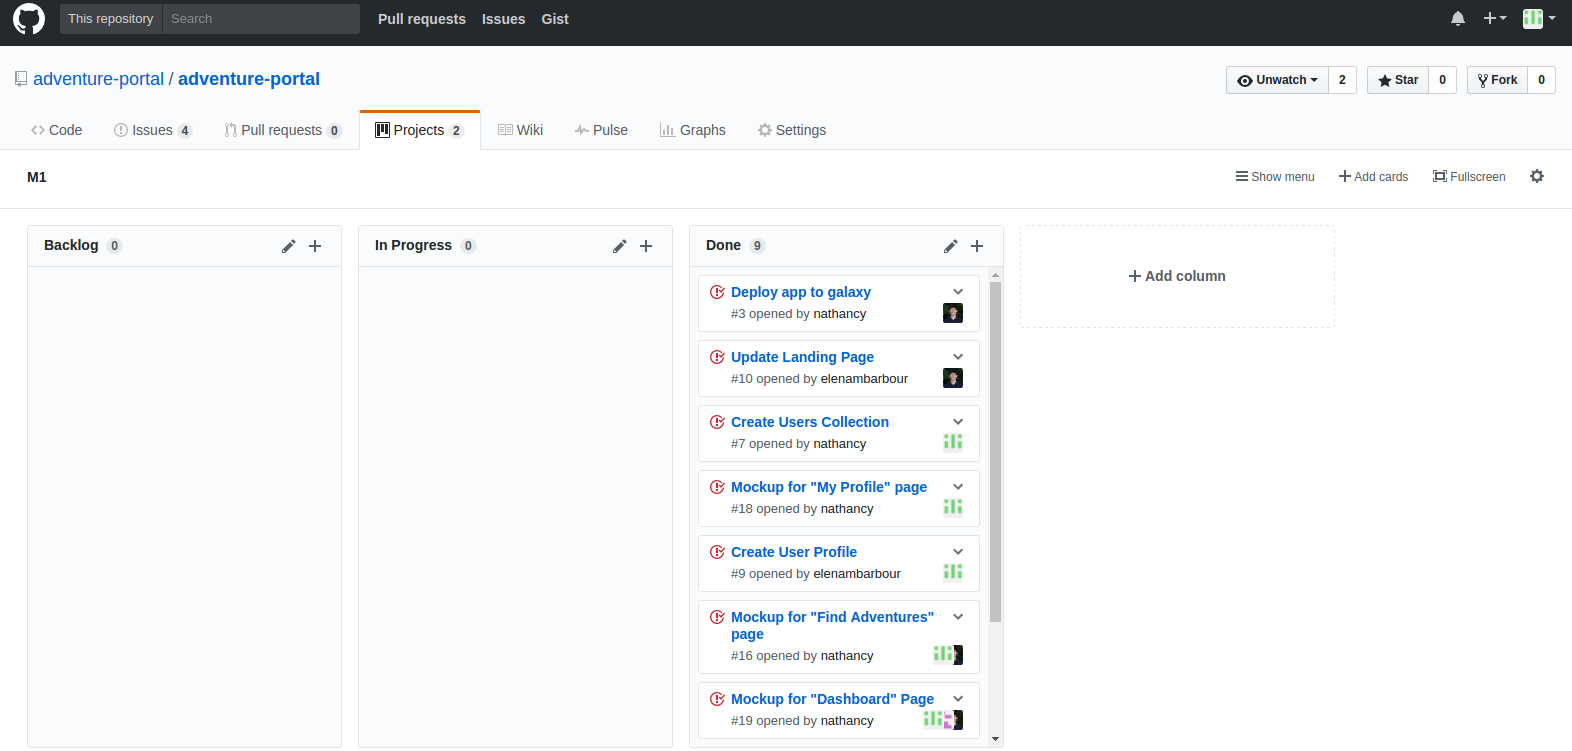 This repository Search Pull requests Issues Gist
adventure-portal / adventure-portal Unwatch 2 Star 0 Fork 0
Code Issues 4 Pull requests 0 Projects 2 Wiki Pulse Graphs Settings
M1 Show menu Add cards Fullscreen
Backlog 0 In Progress 0 Done 9
Add column
Deploy app to galaxy
#3 opened by nathancy
Update Landing Page
#10 opened by elenambarbour
Create Users Collection
#7 opened by nathancy
Mockup for "My Profile" page
#18 opened by nathancy
Create User Profile
#9 opened by elenambarbour
Mockup for "Find Adventures"
page
#16 opened by nathancy
Mockup for "Dashboard" Page
#19 opened by nathancy